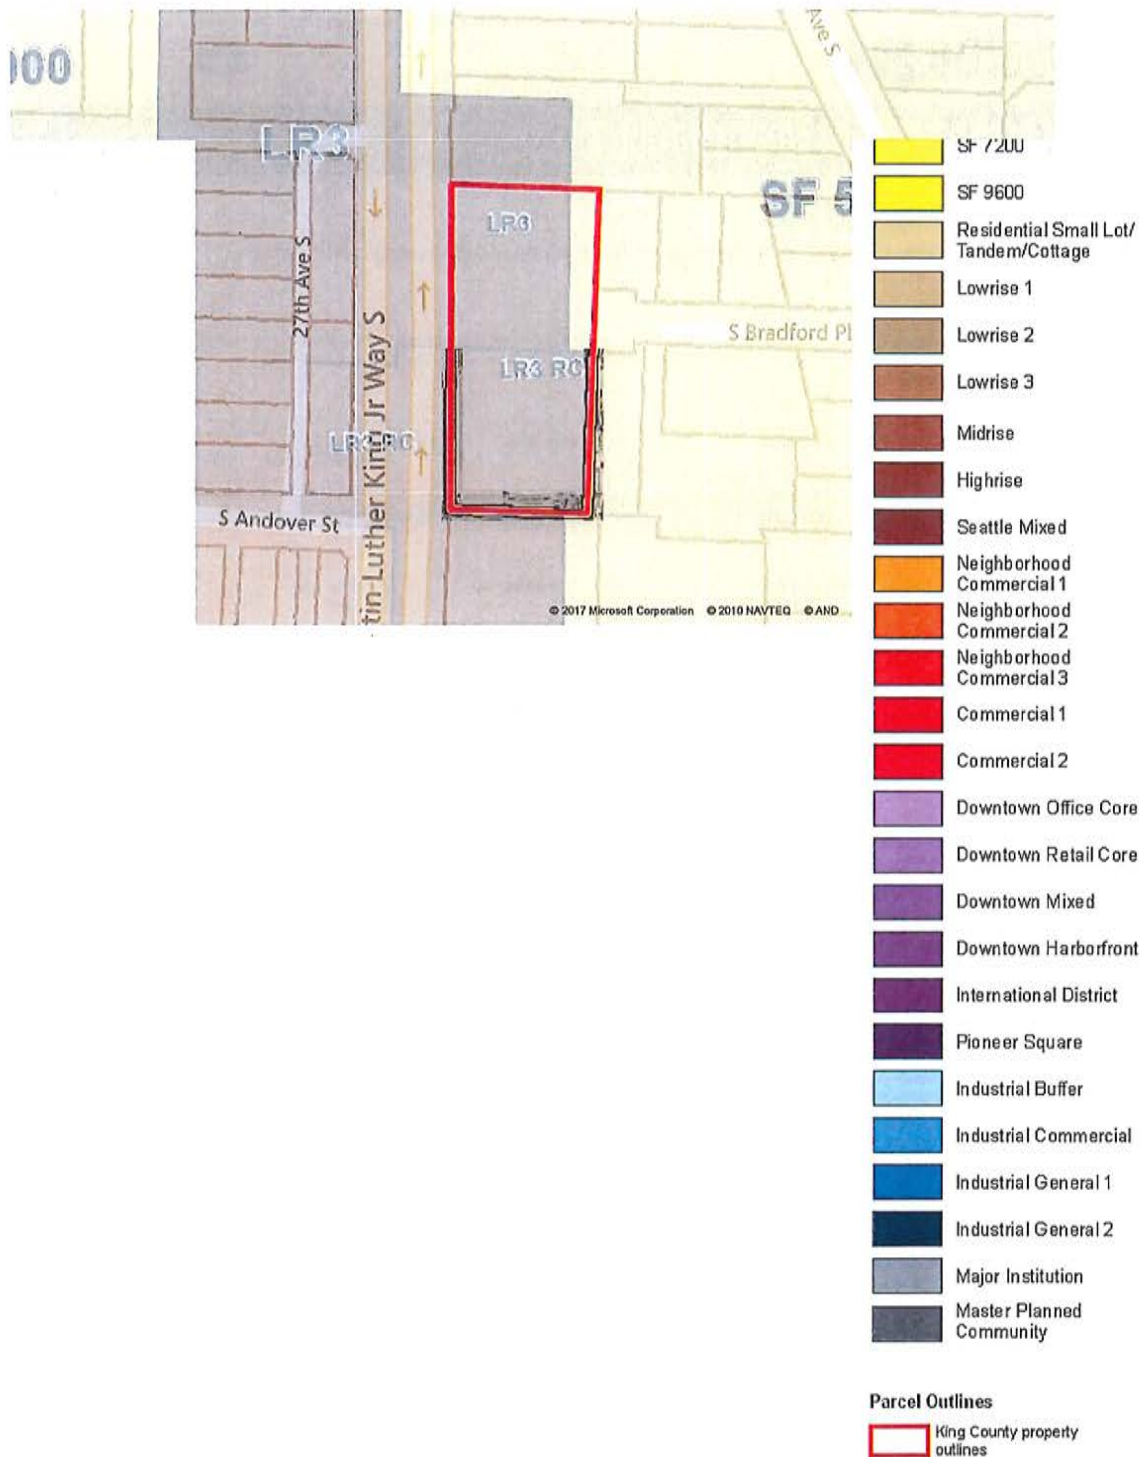 Ave S
00
LR3
SF 7200
SF 9600
SF 5
LR3
Residential Small Lot/
Tandem/Cottage
27th Ave S
Lowrise 1
tin Luther King Jr Way S
S Bradford Pl
Lowrise 2
LR3 RC
Lowrise 3
LR3 RC
Midrise
Highrise
S Andover St
Seattle Mixed
Neighborhood
Commercial 1
© 2017 Microsoft Corporation © 2010 NAVTEQ © AND
Neighborhood
Commercial 2
Neighborhood
Commercial 3
Commercial 1
Commercial 2
Downtown Office Core
Downtown Retail Core
Downtown Mixed
Downtown Harborfront
International District
Pioneer Square
Industrial Buffer
Industrial Commercial
Industrial General 1
Industrial General 2
Major Institution
Master Planned
Community
Parcel Outlines
King County property
outlines